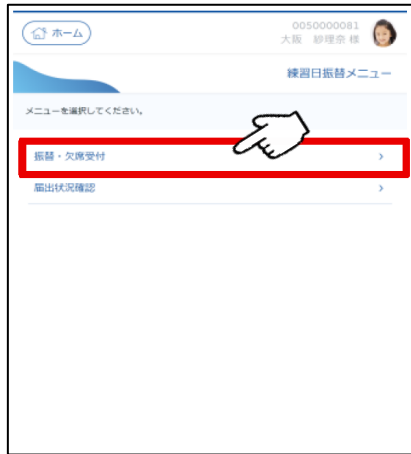 ホーム
0050000081
大阪 紗理奈 様
練習日振替メニュー
メニューを選択してください。
振替・欠席受付
届出状況確認